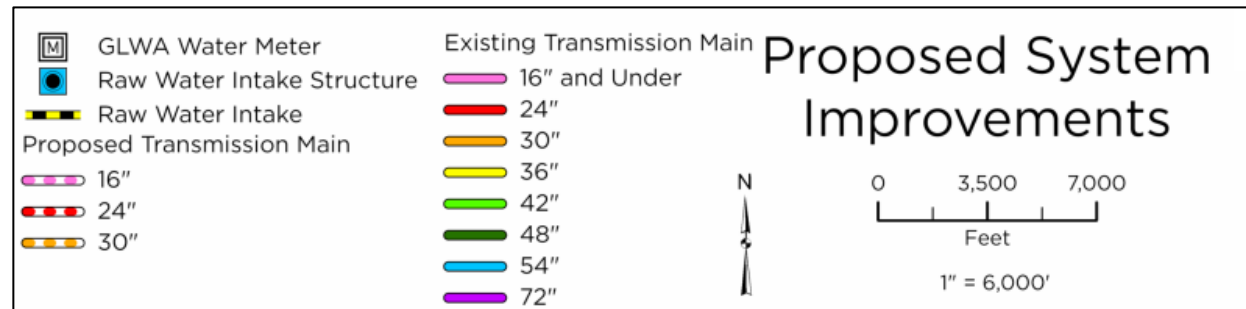 M
GLWA Water Meter
Raw Water Intake Structure
Raw Water Intake
Proposed Transmission Main
16"
24"
30"
Existing Transmission Main
16" and Under
24"
30"
36"
42"
48"
54"
72"
Proposed System
Improvements
N
0 3,500 7,000
Feet
1" = 6,000'